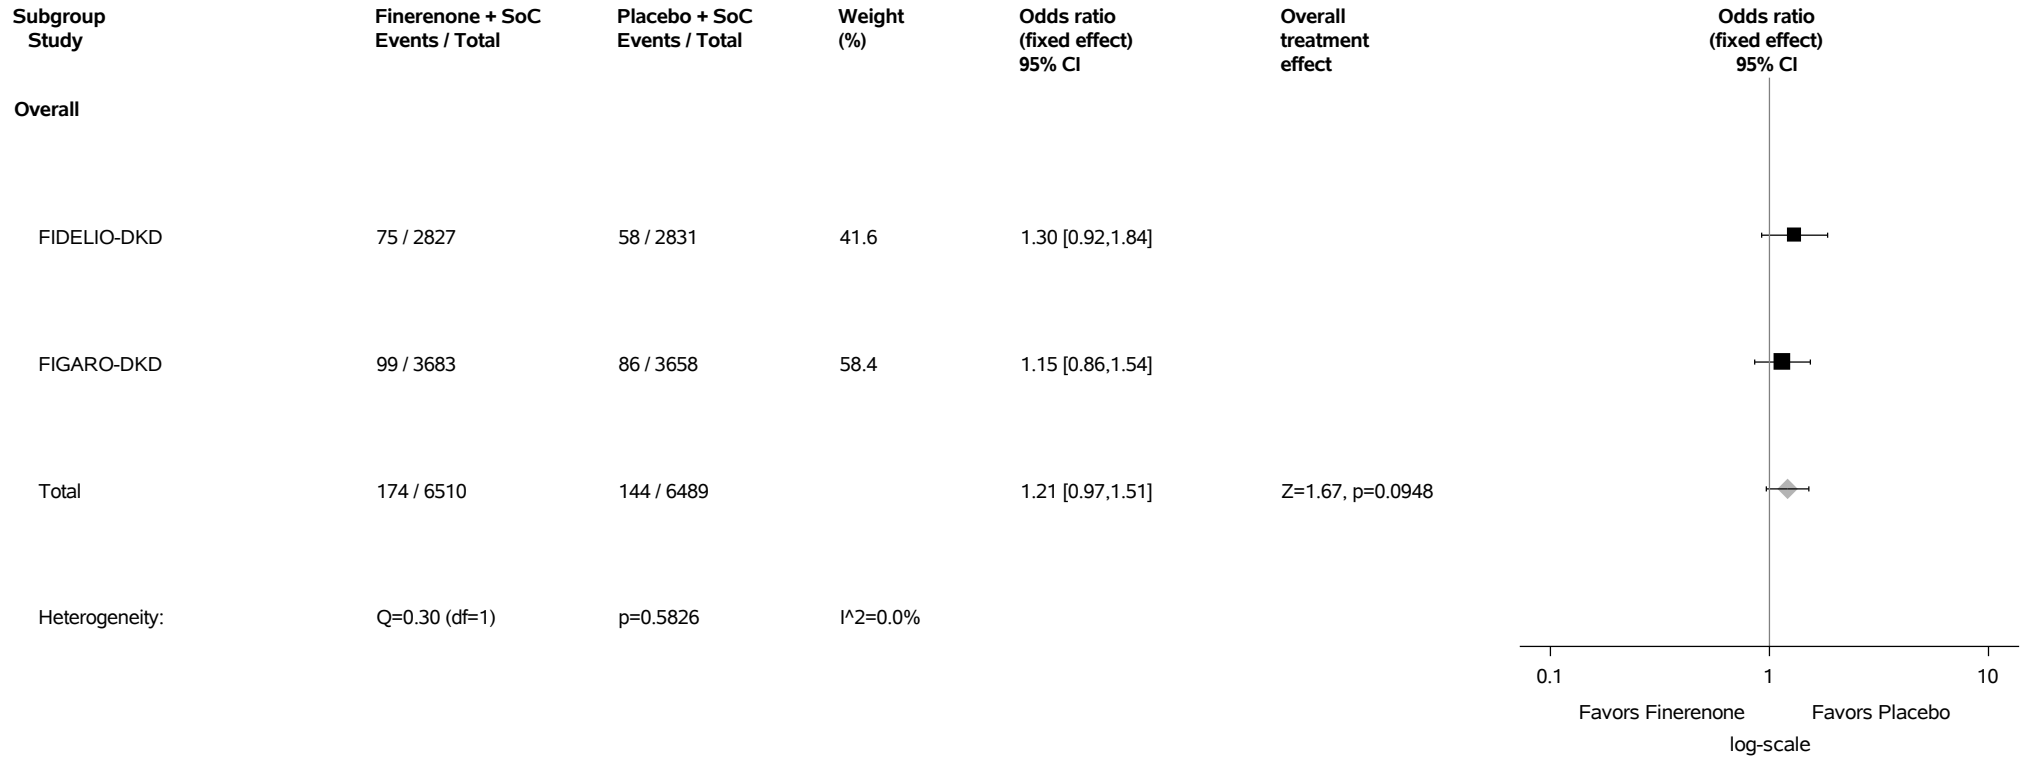 Subgroup Finerenone + SoC Placebo + SoC Weight Odds ratio Overall Odds ratio
Study Events / Total Events / Total (%) (fixed effect) treatment (fixed effect)
95% CI effect 95% CI
Overall
FIDELIO-DKD 75 / 2827 58 / 2831 41.6 1.30 [0.92,1.84]
FIGARO-DKD 99 / 3683 86 / 3658 58.4 1.15 [0.86,1.54]
Total 174 / 6510 144 / 6489 1.21 [0.97,1.51] Z=1.67, p=0.0948
Heterogeneity: Q=0.30 (df=1) p=0.5826 I^2=0.0%
0.1 1 10
Favors Finerenone Favors Placebo
log-scale